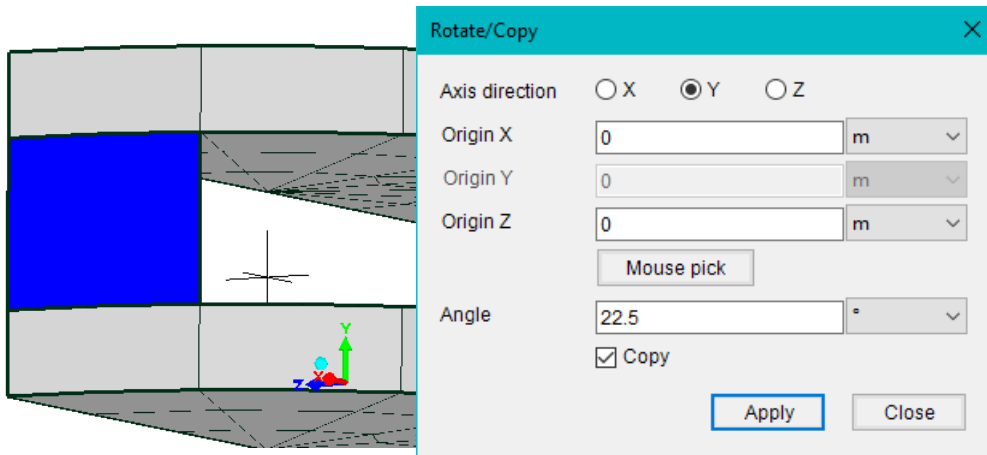 Rotate/Copy
Axis direction X Y Z
Origin X 0 m
Origin Y 0 m
Origin Z 0 m
Mouse pick
Angle 22.5 °
Copy
Apply Close
Y
X
Z